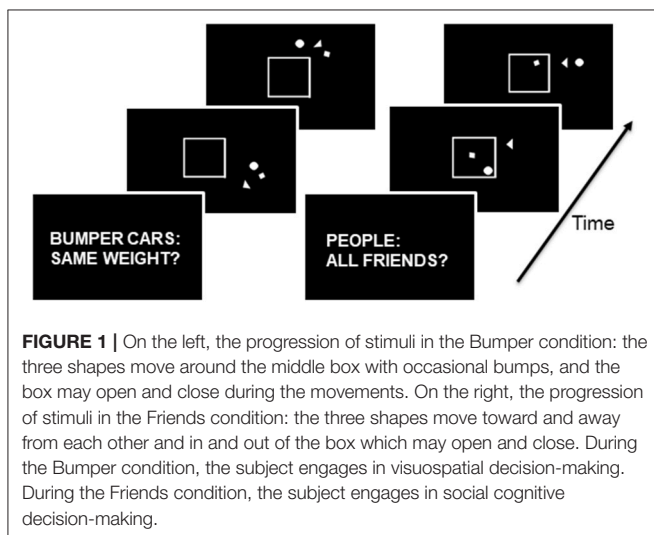 BUMPER CARS:
SAME WEIGHT?
PEOPLE:
ALL FRIENDS?
Time
FIGURE 1 | On the left, the progression of stimuli in the Bumper condition: the
three shapes move around the middle box with occasional bumps, and the
box may open and close during the movements. On the right, the progression
of stimuli in the Friends condition: the three shapes move toward and away
from each other and in and out of the box which may open and close. During
the Bumper condition, the subject engages in visuospatial decision-making.
During the Friends condition, the subject engages in social cognitive
decision-making.